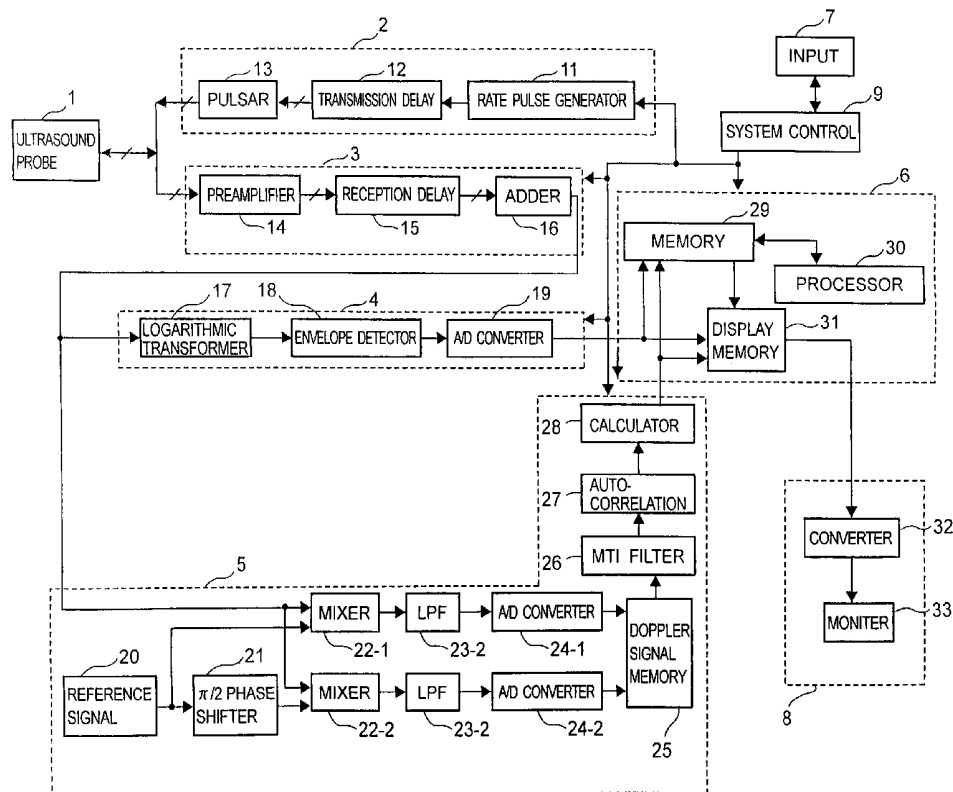 7
INPUT
2
13
12
11
PULSAR
TRANSMISSION DELAY
RATE PULSE GENERATOR
9
SYSTEM CONTROL
1
ULTRASOUND
PROBE
3
PREAMPLIFIER
RECEPTION DELAY
ADDER
14
15
16
6
29
MEMORY
30
PROCESSOR
17
18
4
19
LOGARITHMIC
TRANSFORMER
ENVELOPE DETECTOR
A/D CONVERTER
DISPLAY
MEMORY
31
28
CALCULATOR
27
AUTO-
CORRELATION
26
MTI FILTER
32
CONVERTER
33
MONITER
8
5
MIXER
LPF
A/D CONVERTER
22-1
23-2
24-1
DOPPLER
SIGNAL
MEMORY
25
20
21
REFERENCE
SIGNAL
π/2 PHASE
SHIFTER
MIXER
LPF
A/D CONVERTER
22-2
23-2
24-2